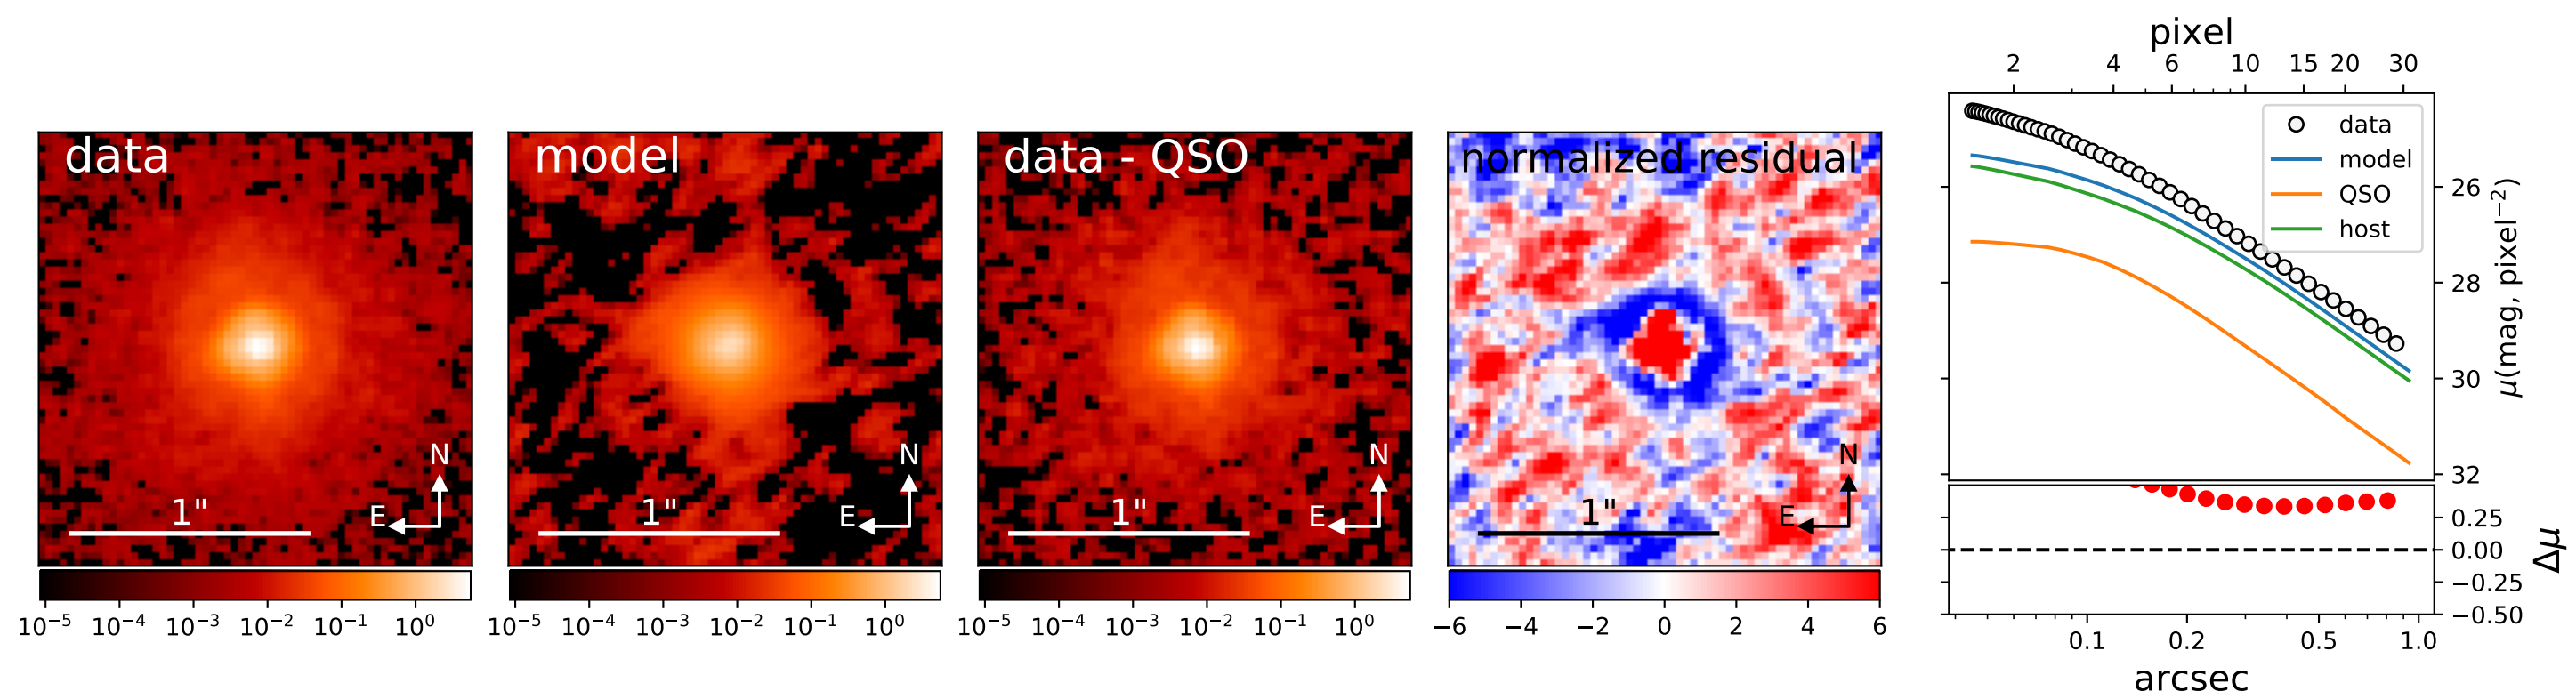 data
N
E
1"
10⁻⁵ 10⁻⁴ 10⁻³ 10⁻² 10⁻¹ 10⁰
model
N
E
1"
10⁻⁵ 10⁻⁴ 10⁻³ 10⁻² 10⁻¹ 10⁰
data - QSO
N
E
1"
10⁻⁵ 10⁻⁴ 10⁻³ 10⁻² 10⁻¹ 10⁰
normalized residual
N
E
1"
−6 −4 −2 0 2 4 6
pixel
2 4 6 10 15 20 30
data
model
QSO
host
26
28
30
32
μ(mag, pixel⁻²)
0.25
0.00
−0.25
−0.50
Δμ
0.1 0.2 0.5 1.0
arcsec